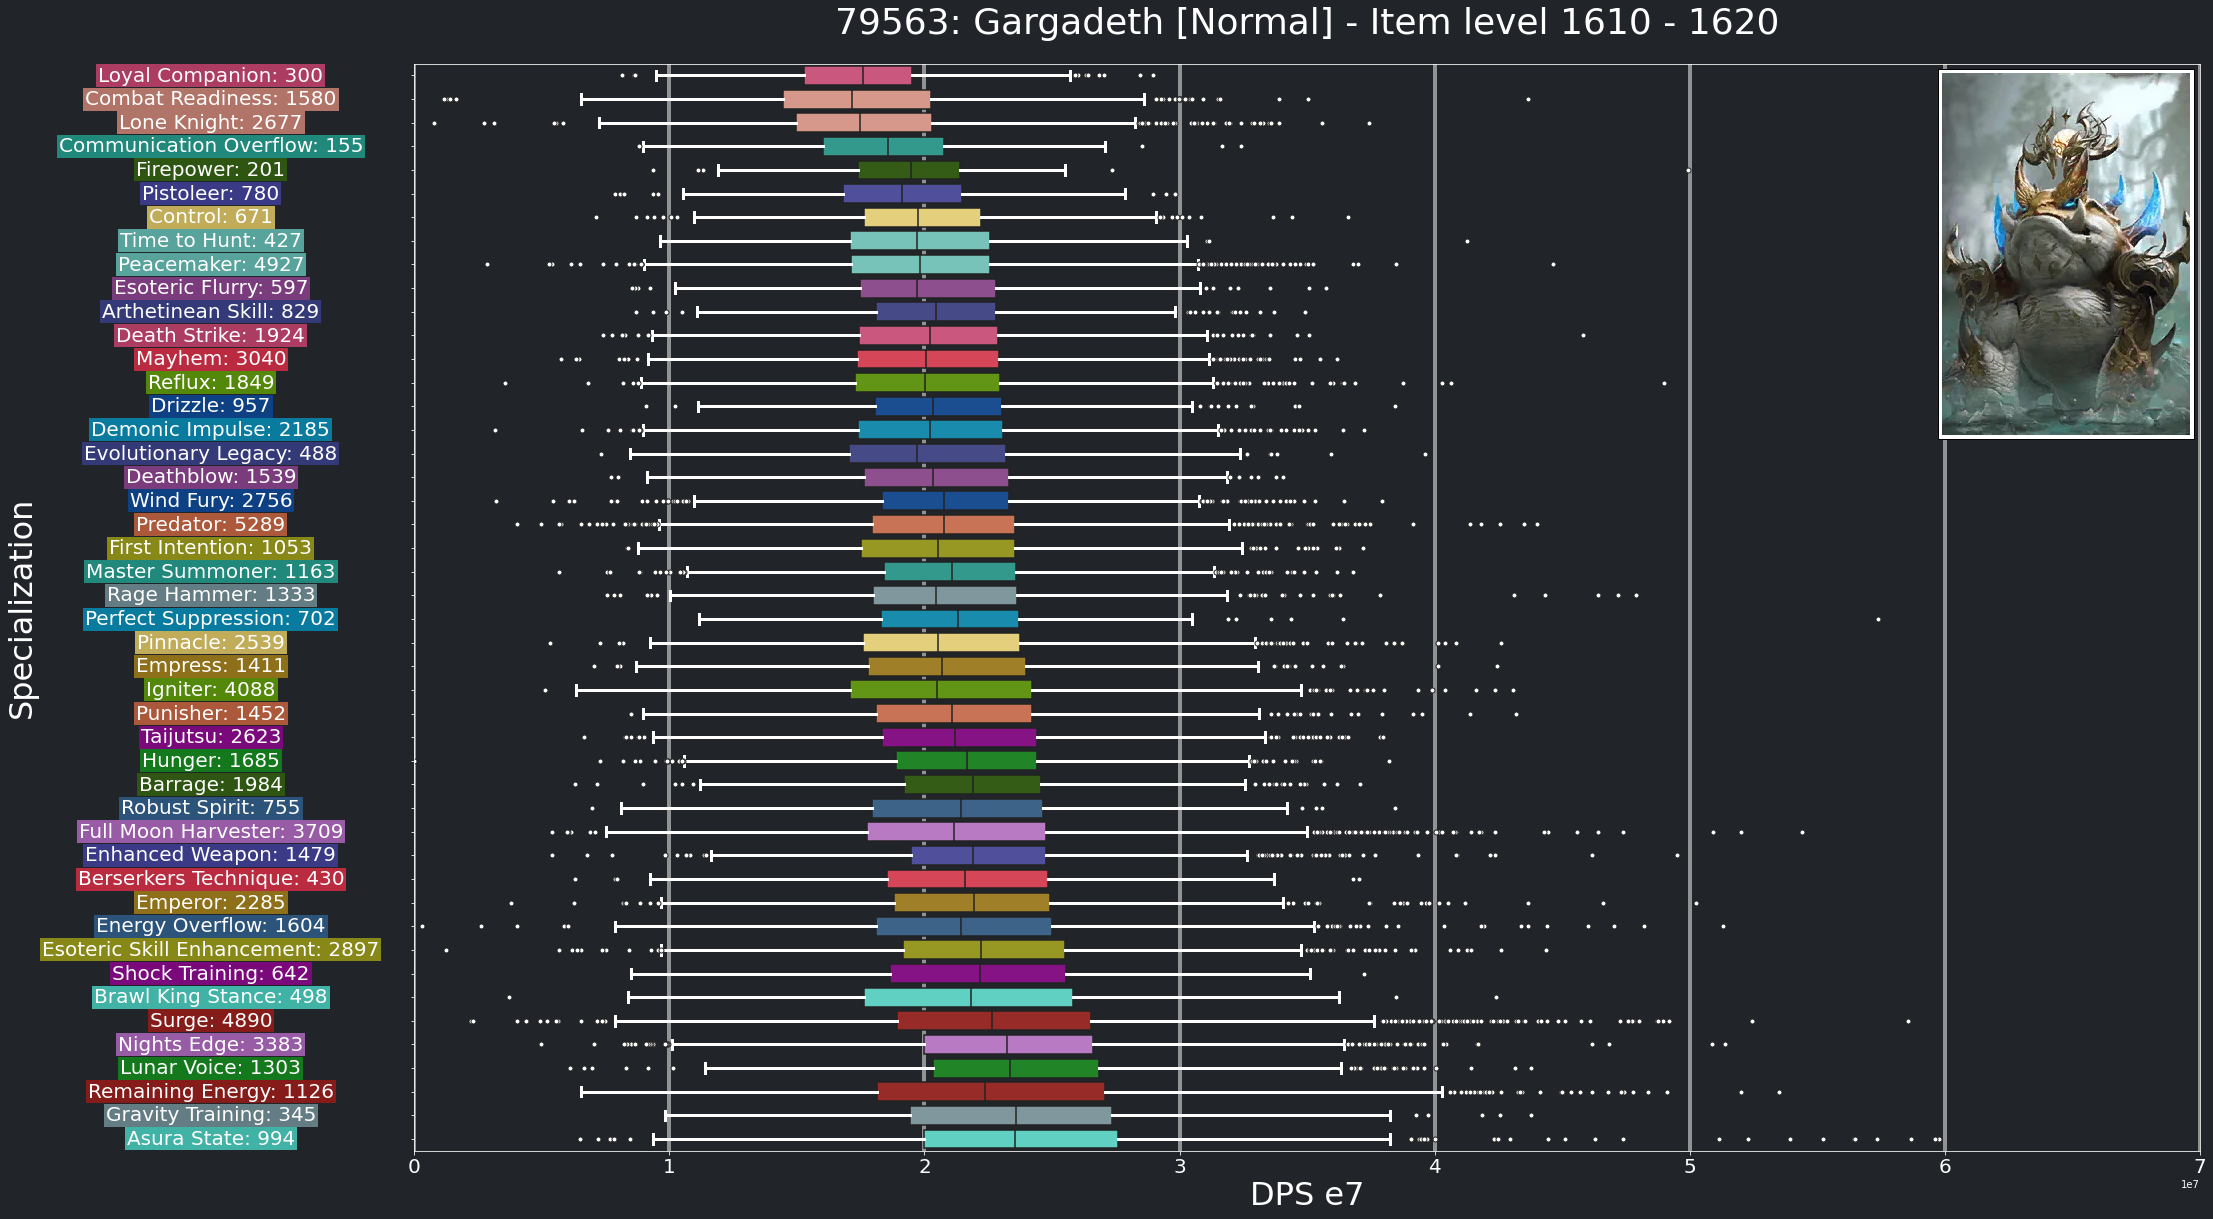 79563: Gargadeth [Normal] - Item level 1610 - 1620
Specialization
Loyal Companion: 300
Combat Readiness: 1580
Lone Knight: 2677
Communication Overflow: 155
Firepower: 201
Pistoleer: 780
Control: 671
Time to Hunt: 427
Peacemaker: 4927
Esoteric Flurry: 597
Arthetinean Skill: 829
Death Strike: 1924
Mayhem: 3040
Reflux: 1849
Drizzle: 957
Demonic Impulse: 2185
Evolutionary Legacy: 488
Deathblow: 1539
Wind Fury: 2756
Predator: 5289
First Intention: 1053
Master Summoner: 1163
Rage Hammer: 1333
Perfect Suppression: 702
Pinnacle: 2539
Empress: 1411
Igniter: 4088
Punisher: 1452
Taijutsu: 2623
Hunger: 1685
Barrage: 1984
Robust Spirit: 755
Full Moon Harvester: 3709
Enhanced Weapon: 1479
Berserkers Technique: 430
Emperor: 2285
Energy Overflow: 1604
Esoteric Skill Enhancement: 2897
Shock Training: 642
Brawl King Stance: 498
Surge: 4890
Nights Edge: 3383
Lunar Voice: 1303
Remaining Energy: 1126
Gravity Training: 345
Asura State: 994
0 1 2 3 4 5 6 7
1e7
DPS e7